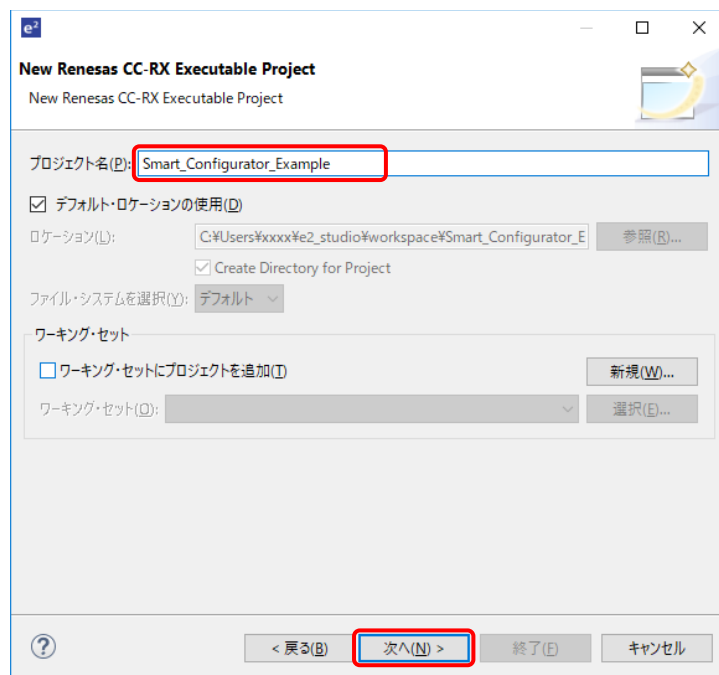 e²
New Renesas CC-RX Executable Project
New Renesas CC-RX Executable Project
プロジェクト名(P): Smart_Configurator_Example
デフォルト・ロケーションの使用(D)
ロケーション(L): C:¥Users¥xxxx¥e2_studio¥workspace¥Smart_Configurator_E 参照(R)...
Create Directory for Project
ファイル・システムを選択(Y): デフォルト
ワーキング・セット
ワーキング・セットにプロジェクトを追加(T) 新規(W)...
ワーキング・セット(O): 選択(E)...
? < 戻る(B) 次へ(N) > 終了(F) キャンセル